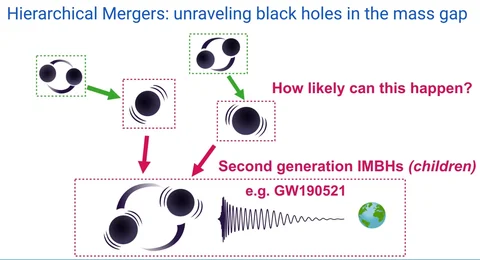 Hierarchical Mergers: unraveling black holes in the mass gap
How likely can this happen?
Second generation IMBHs (children)
e.g. GW190521